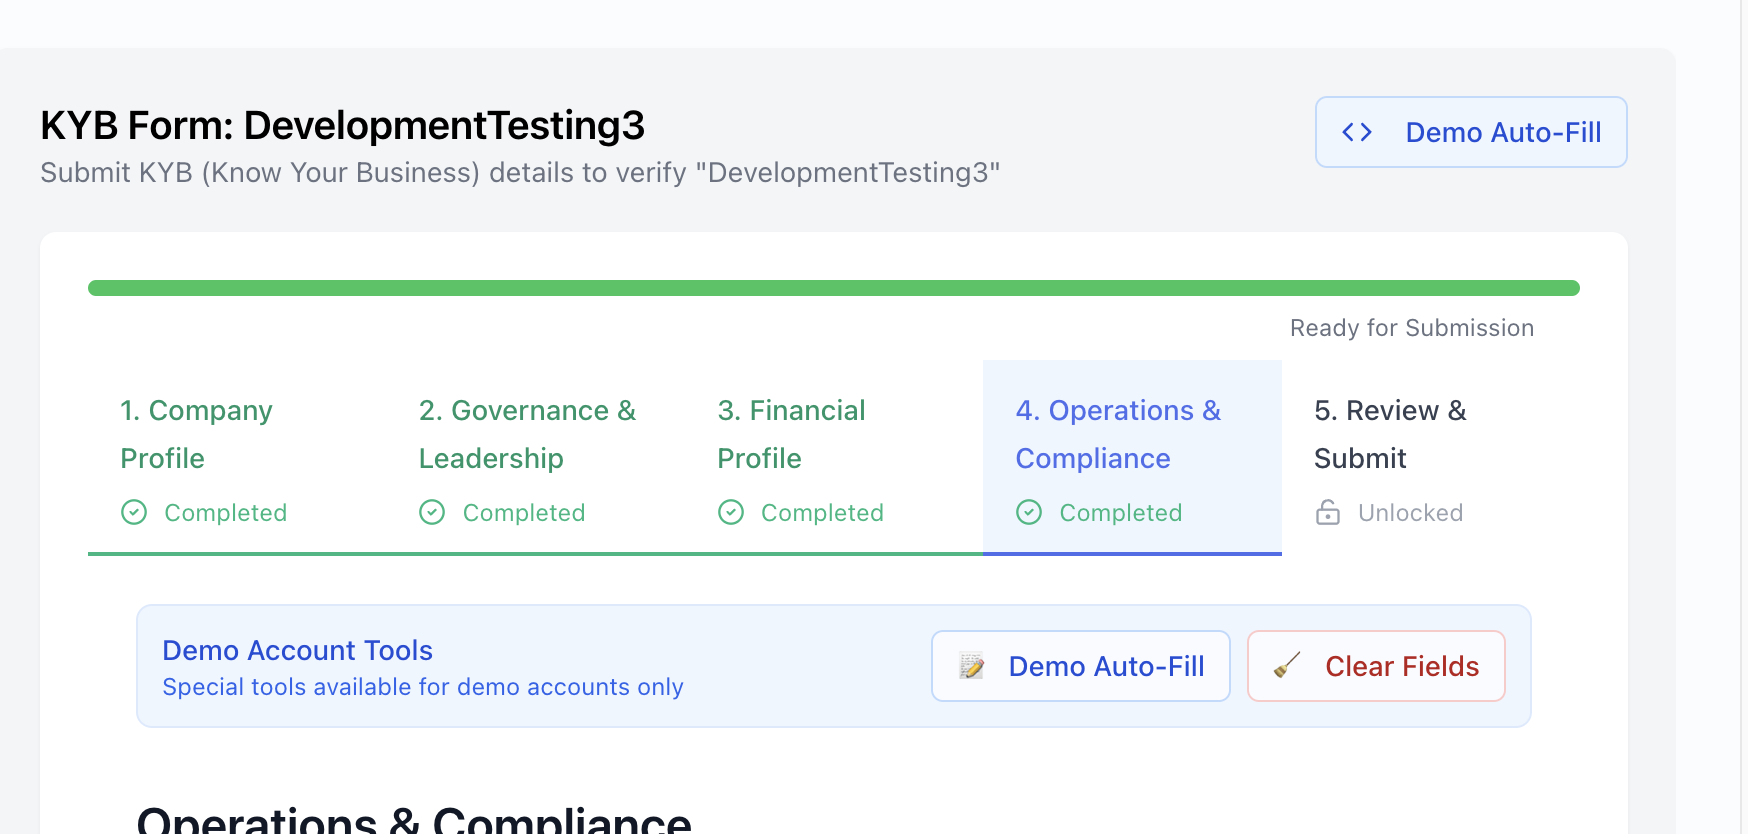 KYB Form: DevelopmentTesting3
Submit KYB (Know Your Business) details to verify "DevelopmentTesting3"
Demo Auto-Fill
Ready for Submission
1. Company
Profile
Completed
2. Governance &
Leadership
Completed
3. Financial
Profile
Completed
4. Operations &
Compliance
Completed
5. Review &
Submit
Unlocked
Demo Account Tools
Special tools available for demo accounts only
Demo Auto-Fill
Clear Fields
Operations & Compliance